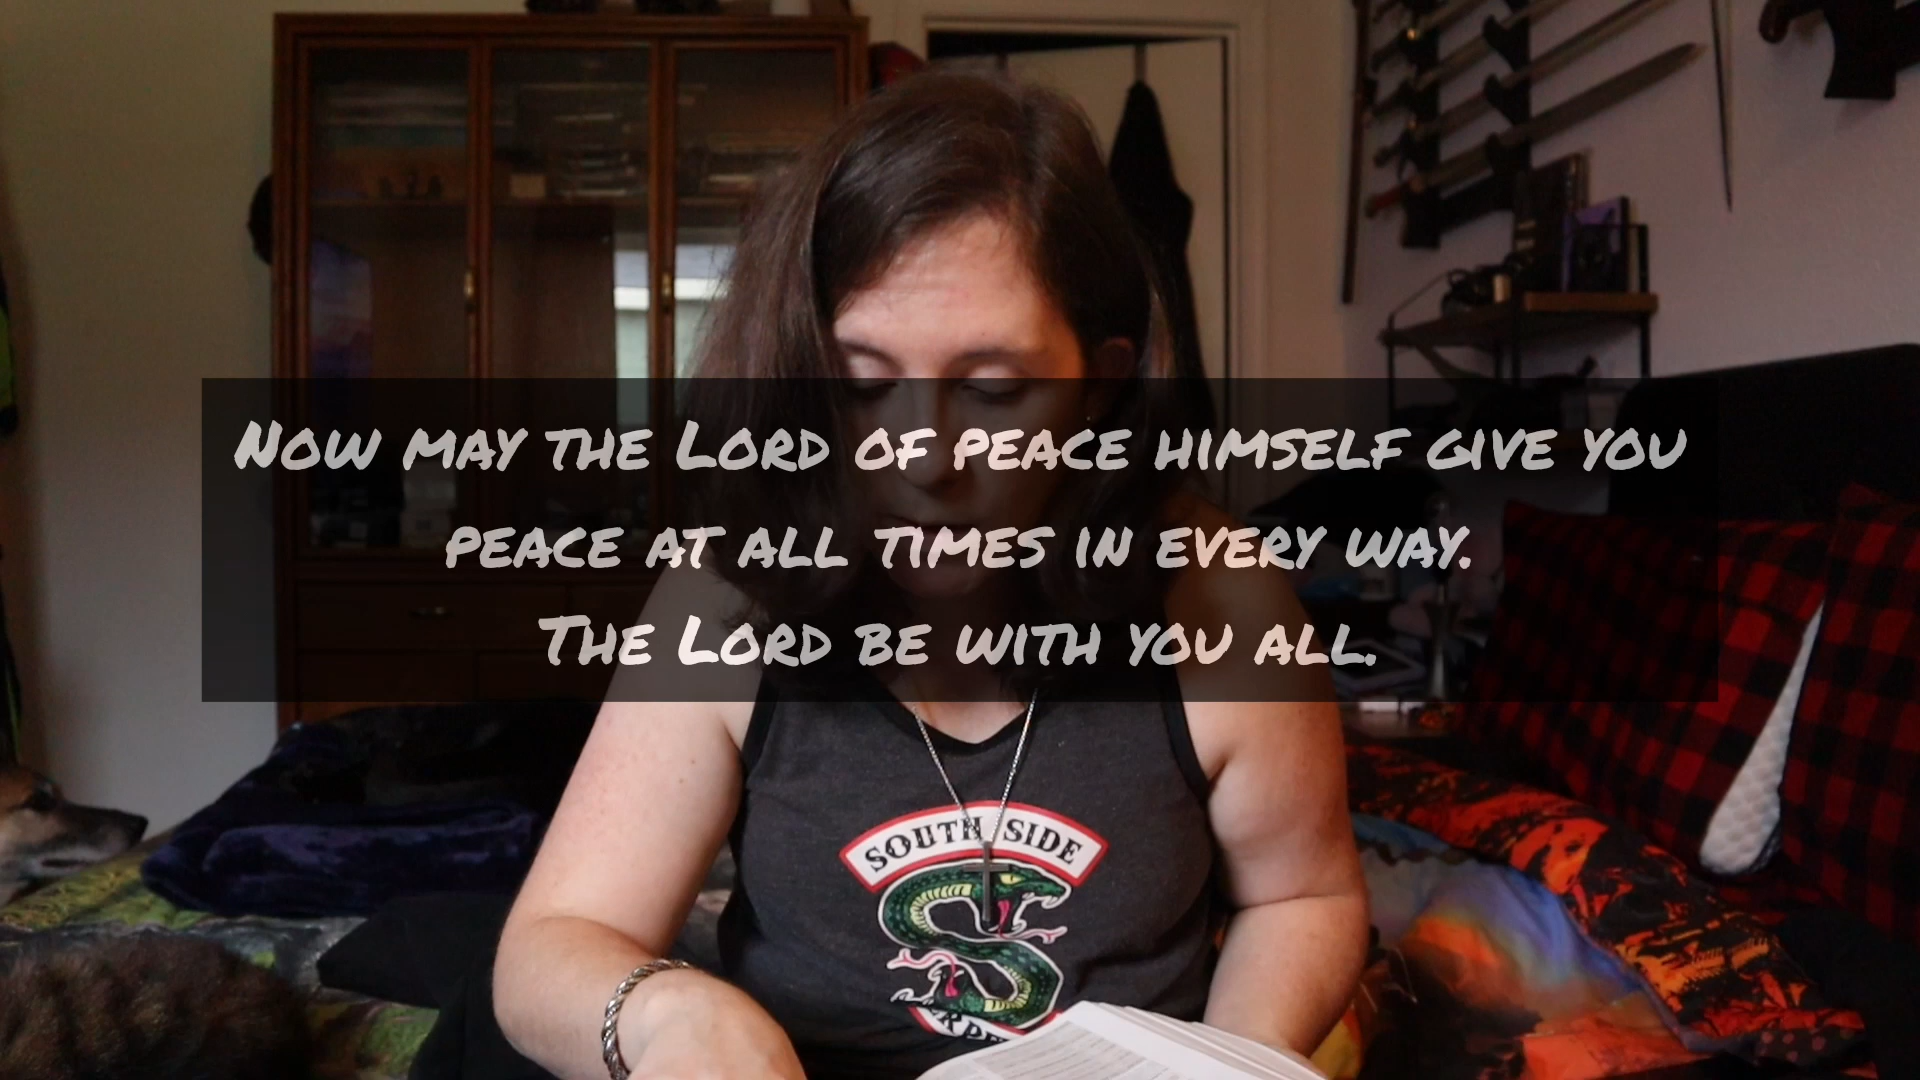 Now may the Lord of peace himself give you
peace at all times in every way.
The Lord be with you all.
SOUTH SIDE